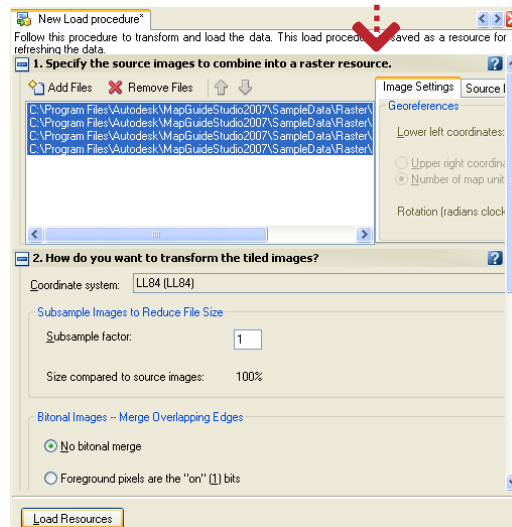 New Load procedure*
Follow this procedure to transform and load the data. This load proced saved as a resource for
refreshing the data.
1. Specify the source images to combine into a raster resource.
Add Files Remove Files
Image Settings Source
C:\Program Files\Autodesk\MapGuideStudio2007\SampleData\Raster\
C:\Program Files\Autodesk\MapGuideStudio2007\SampleData\Raster\
C:\Program Files\Autodesk\MapGuideStudio2007\SampleData\Raster\
C:\Program Files\Autodesk\MapGuideStudio2007\SampleData\Raster\
Georeferences
Lower left coordinates:
Upper right coordina
Number of map unit
Rotation (radians clock
2. How do you want to transform the tiled images?
Coordinate system: LL84 (LL84)
Subsample Images to Reduce File Size
Subsample factor: 1
Size compared to source images: 100%
Bitonal Images -- Merge Overlapping Edges
No bitonal merge
Foreground pixels are the "on" (1) bits
Load Resources